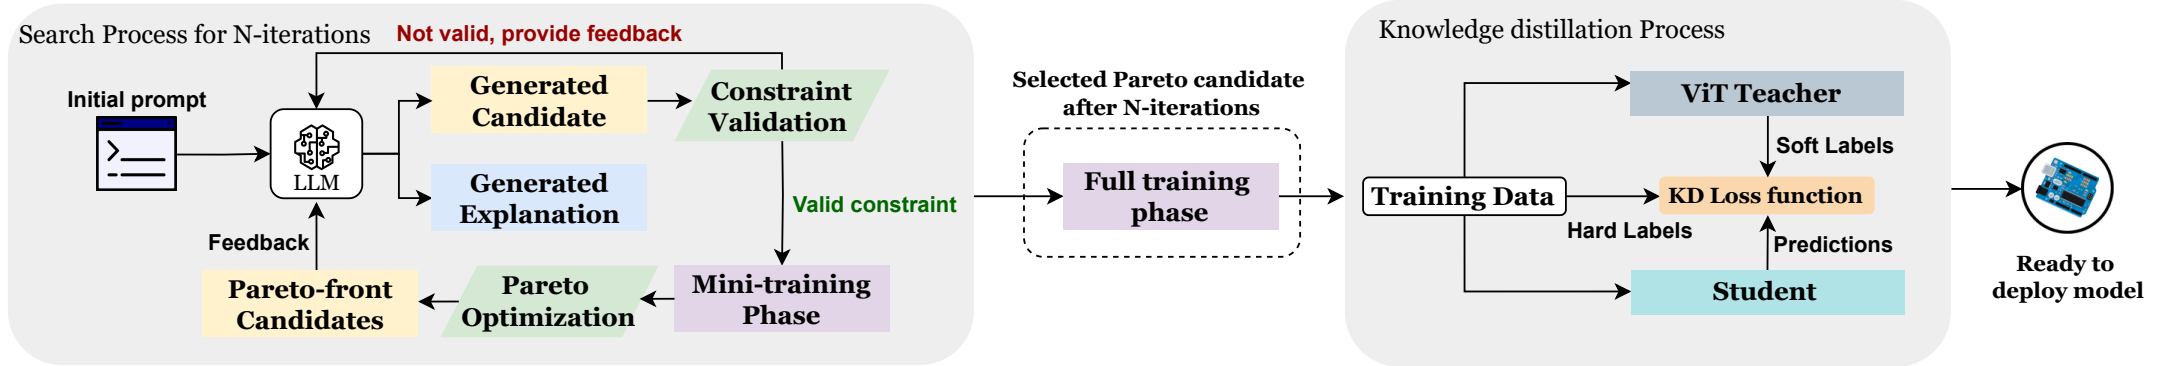 Search Process for N-iterations
Not valid, provide feedback
Initial prompt
LLM
Generated
Candidate
Constraint
Validation
Generated
Explanation
Valid constraint
Feedback
Pareto-front
Candidates
Pareto
Optimization
Mini-training
Phase
Selected Pareto candidate
after N-iterations
Full training
phase
Knowledge distillation Process
ViT Teacher
Soft Labels
Training Data
KD Loss function
Hard Labels
Predictions
Student
Ready to
deploy model